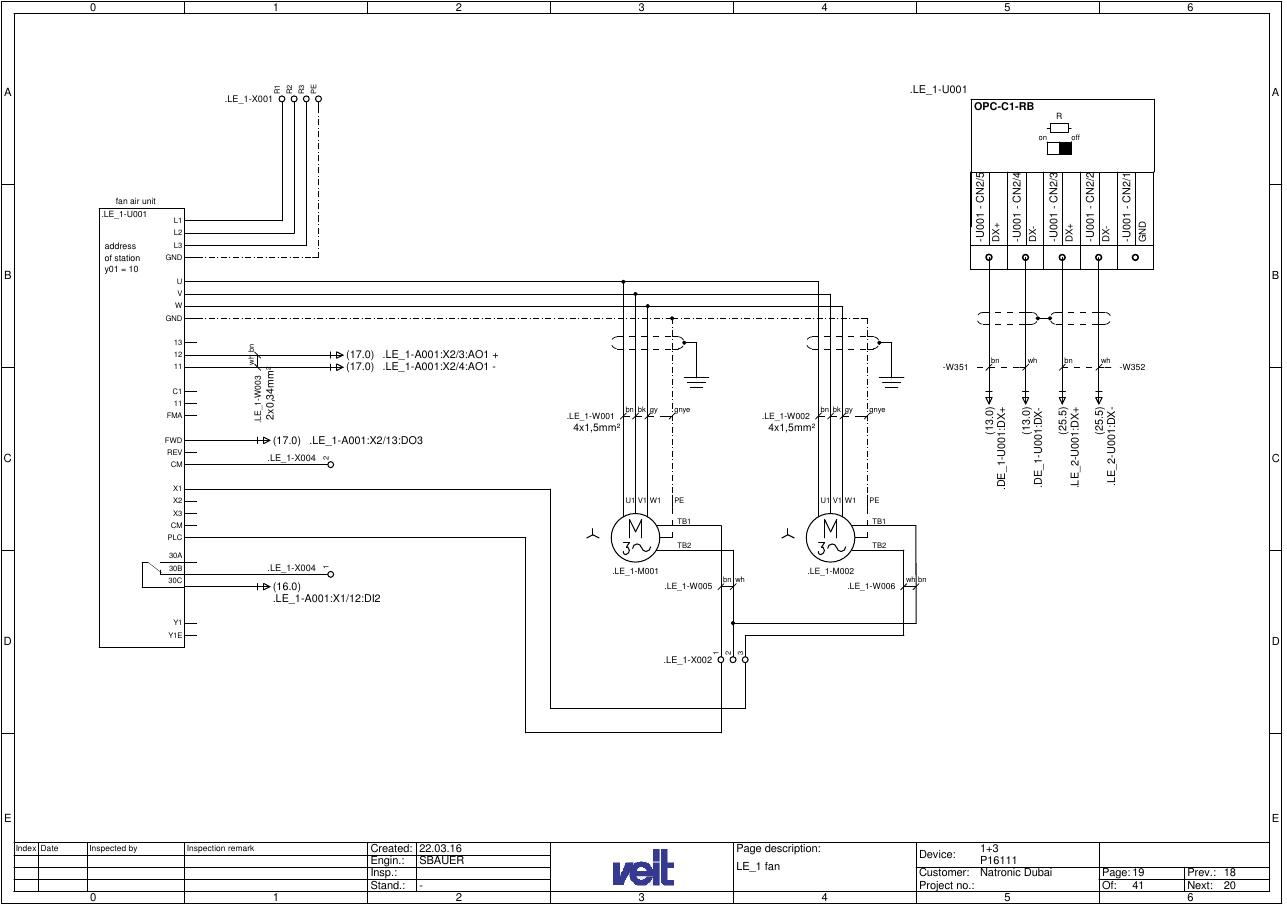 0 1 2 3 4 5 6
A A
B B
C C
D D
E E
.LE_1-X001 R1 R2 R3 PE
fan air unit
.LE_1-U001
address
of station
y01 = 10
L1
L2
L3
GND
U
V
W
GND
13
12 bn (17.0) .LE_1-A001:X2/3:AO1 +
11 wh (17.0) .LE_1-A001:X2/4:AO1 -
.LE_1-W003
2x0,34mm²
C1
11
FMA
FWD (17.0) .LE_1-A001:X2/13:DO3
REV
CM .LE_1-X004 2
X1
X2
X3
CM
PLC
30A
30B .LE_1-X004 1
30C (16.0)
.LE_1-A001:X1/12:DI2
Y1
Y1E
.LE_1-W001 bn bk gy gnye
4x1,5mm²
U1 V1 W1 PE
M
3
TB1
TB2
.LE_1-M001
.LE_1-W005 bn wh
.LE_1-W002 bn bk gy gnye
4x1,5mm²
U1 V1 W1 PE
M
3
TB1
TB2
.LE_1-M002
.LE_1-W006 wh bn
.LE_1-X002 1 2 3
.LE_1-U001
OPC-C1-RB
R
on off
-U001 - CN2/5 DX+
-U001 - CN2/4 DX-
-U001 - CN2/3 DX+
-U001 - CN2/2 DX-
-U001 - CN2/1 GND
-W351 bn wh bn wh -W352
(13.0) .DE_1-U001:DX+
(13.0) .DE_1-U001:DX-
(25.5) .LE_2-U001:DX+
(25.5) .LE_2-U001:DX-
Index Date Inspected by Inspection remark
Created: 22.03.16
Engin.: SBAUER
Insp.:
Stand.: -
veit
Page description:
LE_1 fan
Device: 1+3
P16111
Customer: Natronic Dubai
Project no.:
Page: 19 Prev.: 18
Of: 41 Next: 20
0 1 2 3 4 5 6